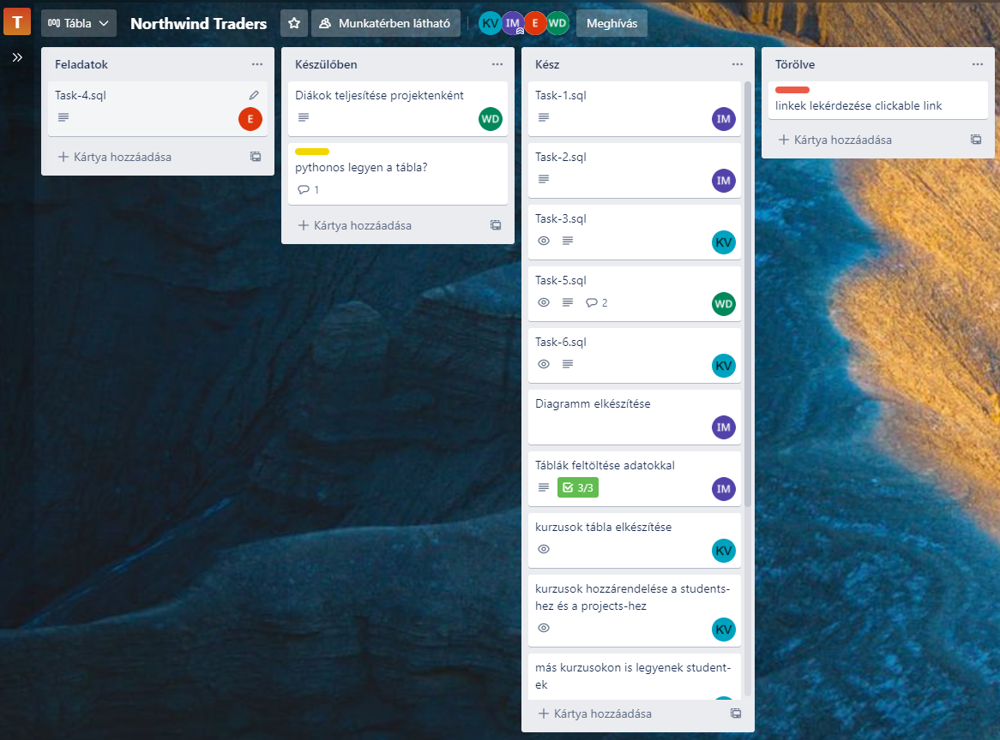 T
Tábla
Northwind Traders
Munkatérben látható
KV
IM
E
WD
Meghívás
Feladatok
Task-4.sql
E
Kártya hozzáadása
Készülőben
Diákok teljesítése projektenként
WD
pythonos legyen a tábla?
1
Kártya hozzáadása
Kész
Task-1.sql
IM
Task-2.sql
IM
Task-3.sql
KV
Task-5.sql
2
WD
Task-6.sql
KV
Diagramm elkészítése
IM
Táblák feltöltése adatokkal
3/3
IM
kurzusok tábla elkészítése
KV
kurzusok hozzárendelése a students-
hez és a projects-hez
KV
más kurzusokon is legyenek student-
ek
Kártya hozzáadása
Törölve
linkek lekérdezése clickable link
Kártya hozzáadása